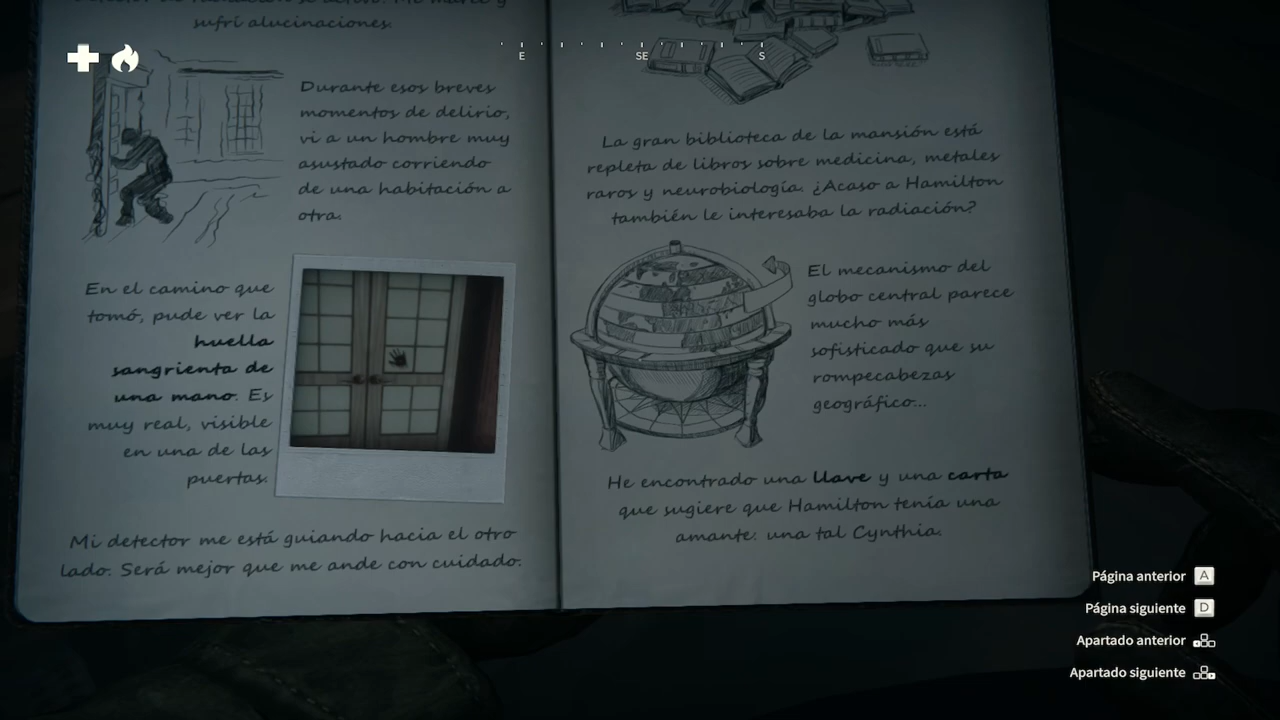 sufrí alucinaciones.
E SE S
Durante esos breves
momentos de delirio,
vi a un hombre muy
asustado corriendo
de una habitación a
otra.
En el camino que
tomó, pude ver la
huella
sangrienta de
una mano. Es
muy real, visible
en una de las
puertas.
Mi detector me está guiando hacia el otro
lado. Será mejor que me ande con cuidado.
La gran biblioteca de la mansión está
repleta de libros sobre medicina, metales
raros y neurobiología. ¿Acaso a Hamilton
también le interesaba la radiación?
El mecanismo del
globo central parece
mucho más
sofisticado que su
rompecabezas
geográfico...
He encontrado una llave y una carta
que sugiere que Hamilton tenía una
amante: una tal Cynthia.
Página anterior A
Página siguiente D
Apartado anterior
Apartado siguiente